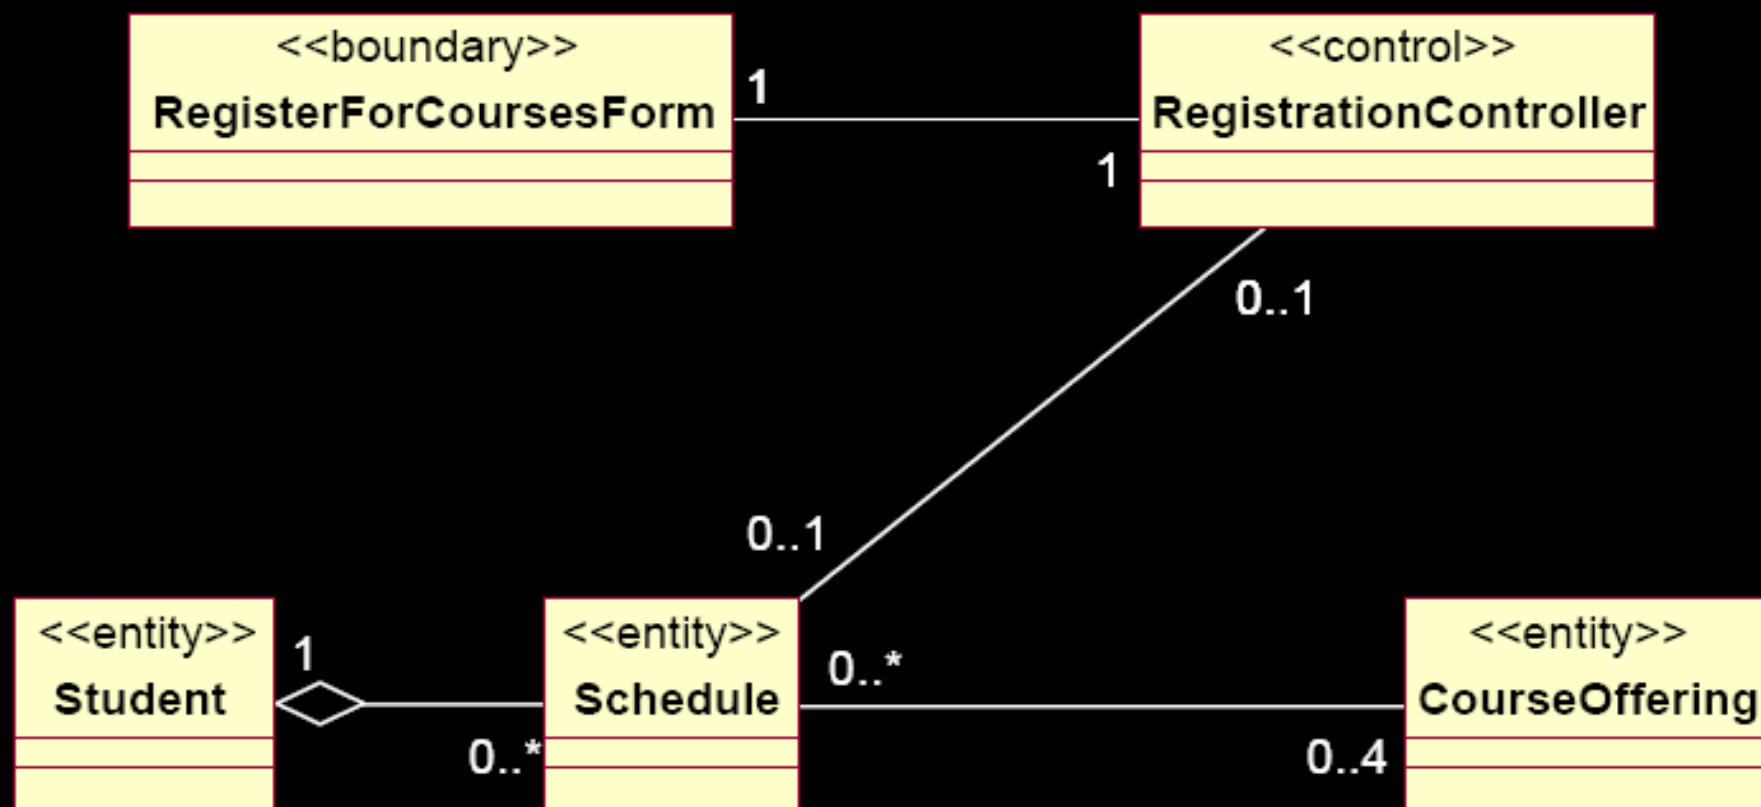 <<boundary>>
RegisterForCoursesForm
1
1
<<control>>
RegistrationController
0..1
0..1
<<entity>>
Student
1
0..*
<<entity>>
Schedule
0..*
0..4
<<entity>>
CourseOffering